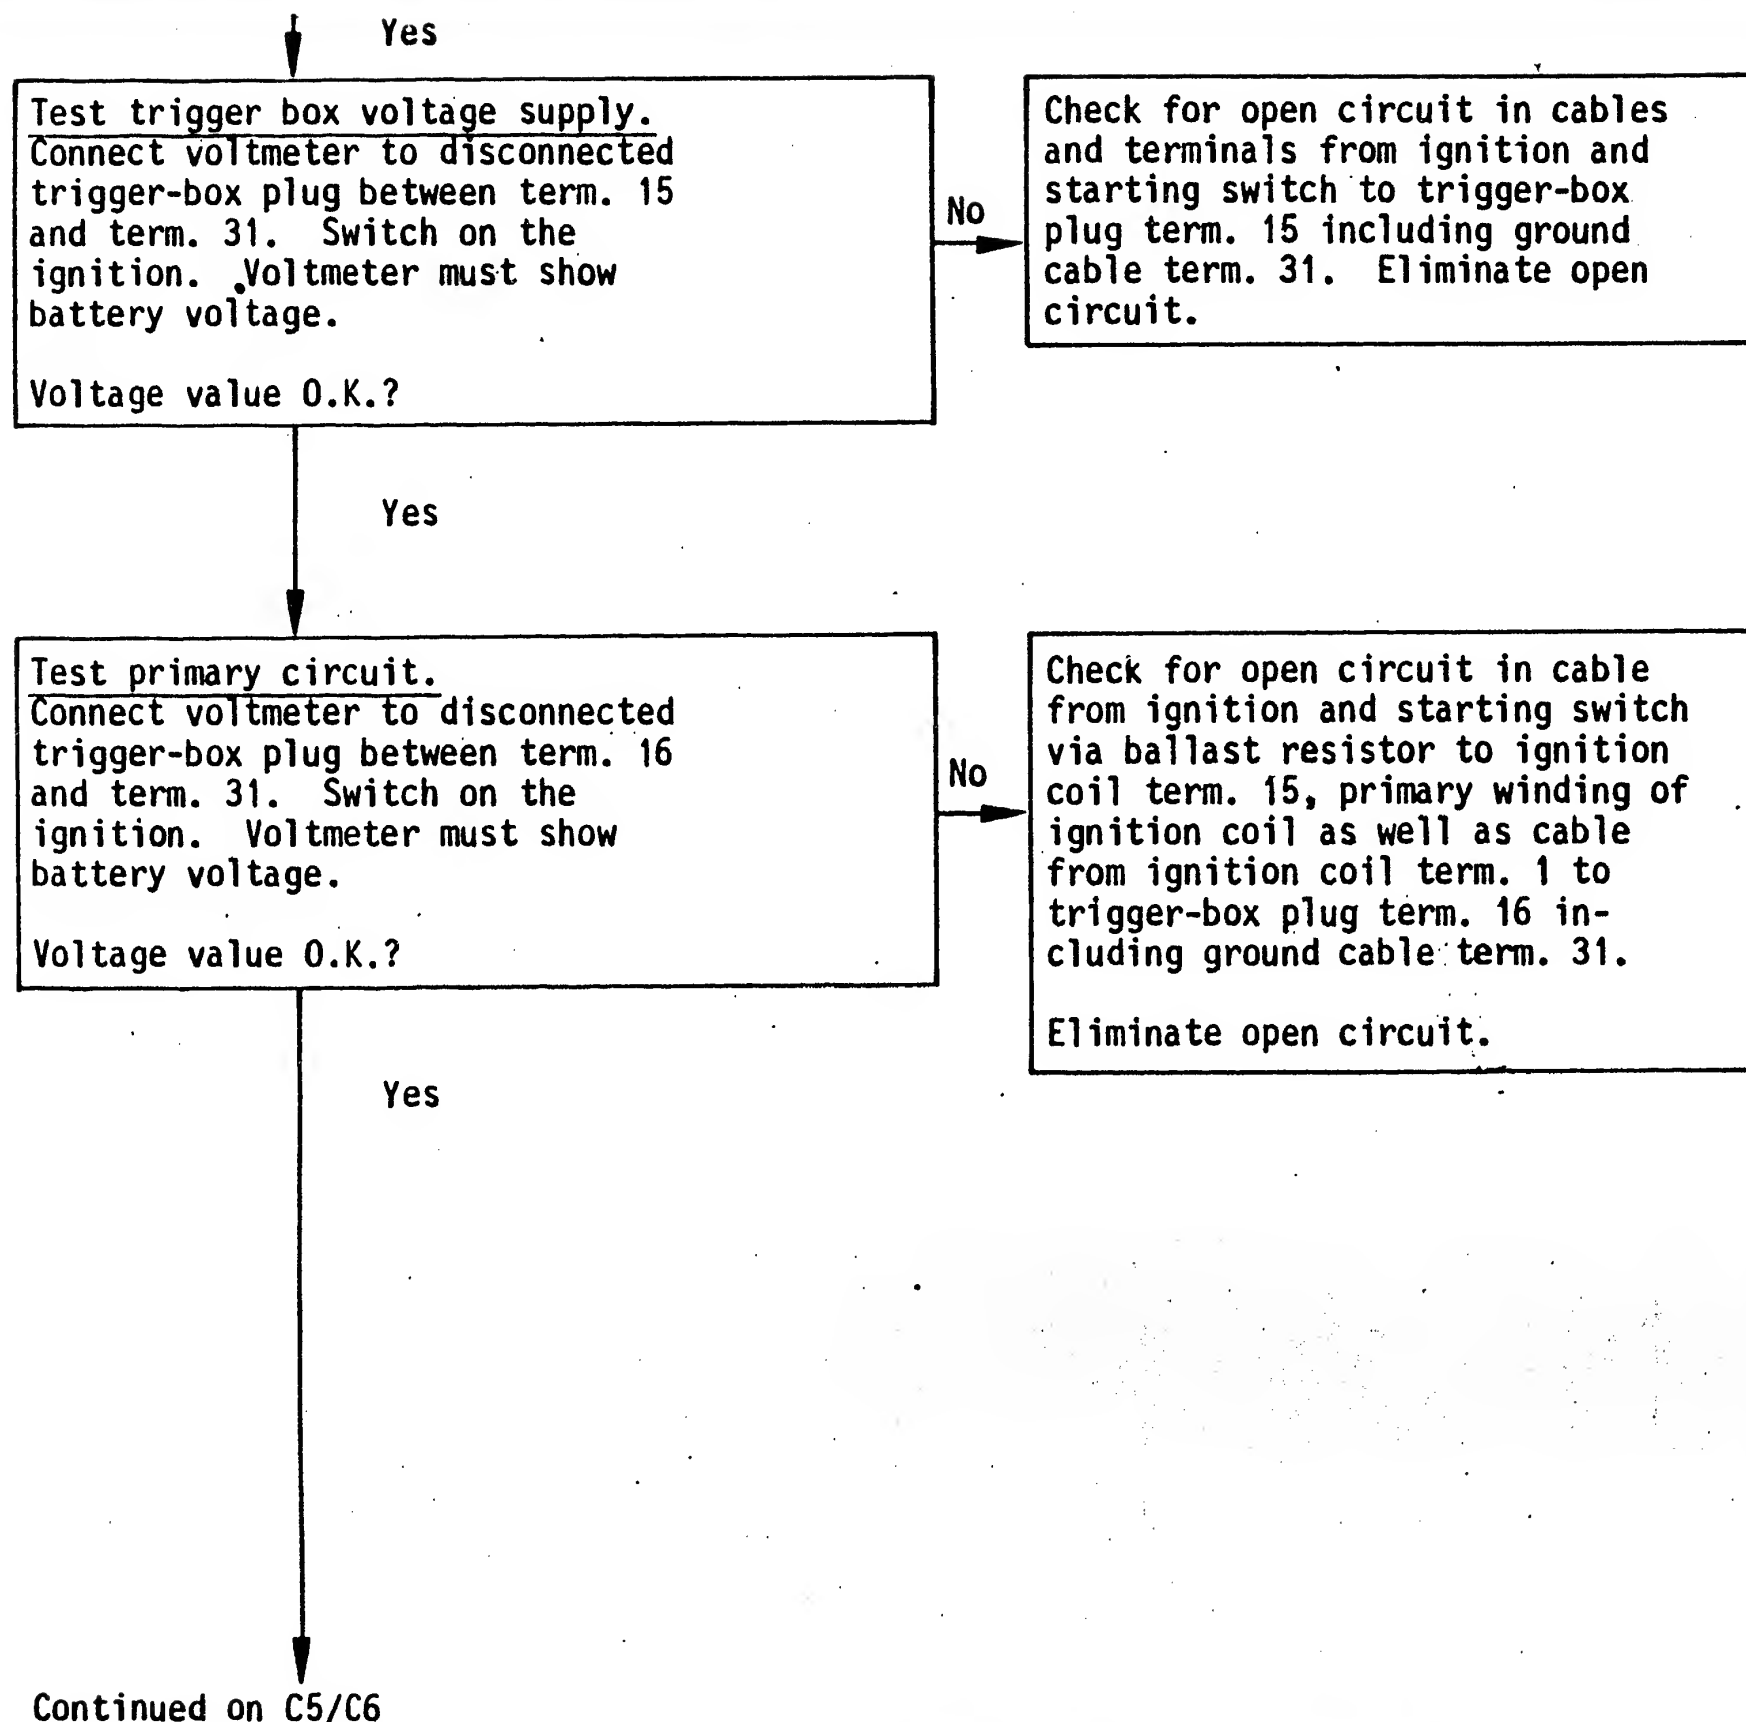 Yes
Test trigger box voltage supply.
Connect voltmeter to disconnected
trigger-box plug between term. 15
and term. 31. Switch on the
ignition. Voltmeter must show
battery voltage.
Voltage value O.K.?
No
Check for open circuit in cables
and terminals from ignition and
starting switch to trigger-box
plug term. 15 including ground
cable term. 31. Eliminate open
circuit.
Yes
Test primary circuit.
Connect voltmeter to disconnected
trigger-box plug between term. 16
and term. 31. Switch on the
ignition. Voltmeter must show
battery voltage.
Voltage value O.K.?
No
Check for open circuit in cable
from ignition and starting switch
via ballast resistor to ignition
coil term. 15, primary winding of
ignition coil as well as cable
from ignition coil term. 1 to
trigger-box plug term. 16 in-
cluding ground cable term. 31.
Eliminate open circuit.
Yes
Continued on C5/C6